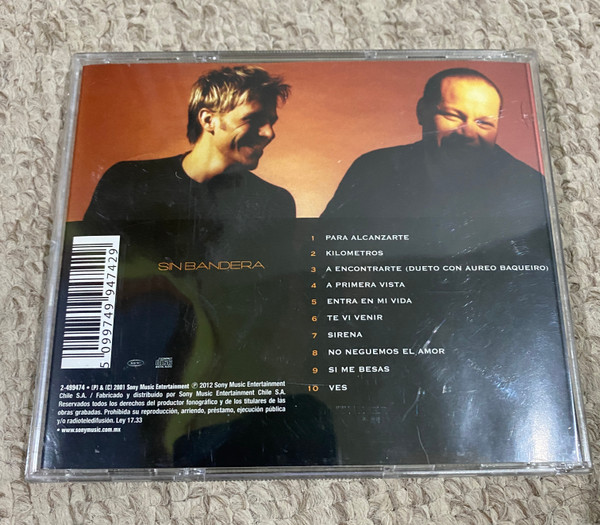 1 PARA ALCANZARTE
2 KILOMETROS
3 A ENCONTRARTE (DUETO CON AUREO BAQUEIRO)
4 A PRIMERA VISTA
5 ENTRA EN MI VIDA
6 TE VI VENIR
7 SIRENA
8 NO NEGUEMOS EL AMOR
9 SI ME BESAS
10 VES
SIN BANDERA
5 099749 947429
2-499474 • (P) & (C) 2001 Sony Music Entertainment ℗ 2012 Sony Music Entertainment
Chile S.A. / Fabricado y distribuido por Sony Music Entertainment Chile S.A.
Reservados todos los derechos del productor fonográfico y de los titulares de las
obras grabadas. Prohibida su reproducción, arriendo, préstamo, ejecución pública
y/o radioteledifusión. Ley 17.33
• www.sonymusic.com.mx